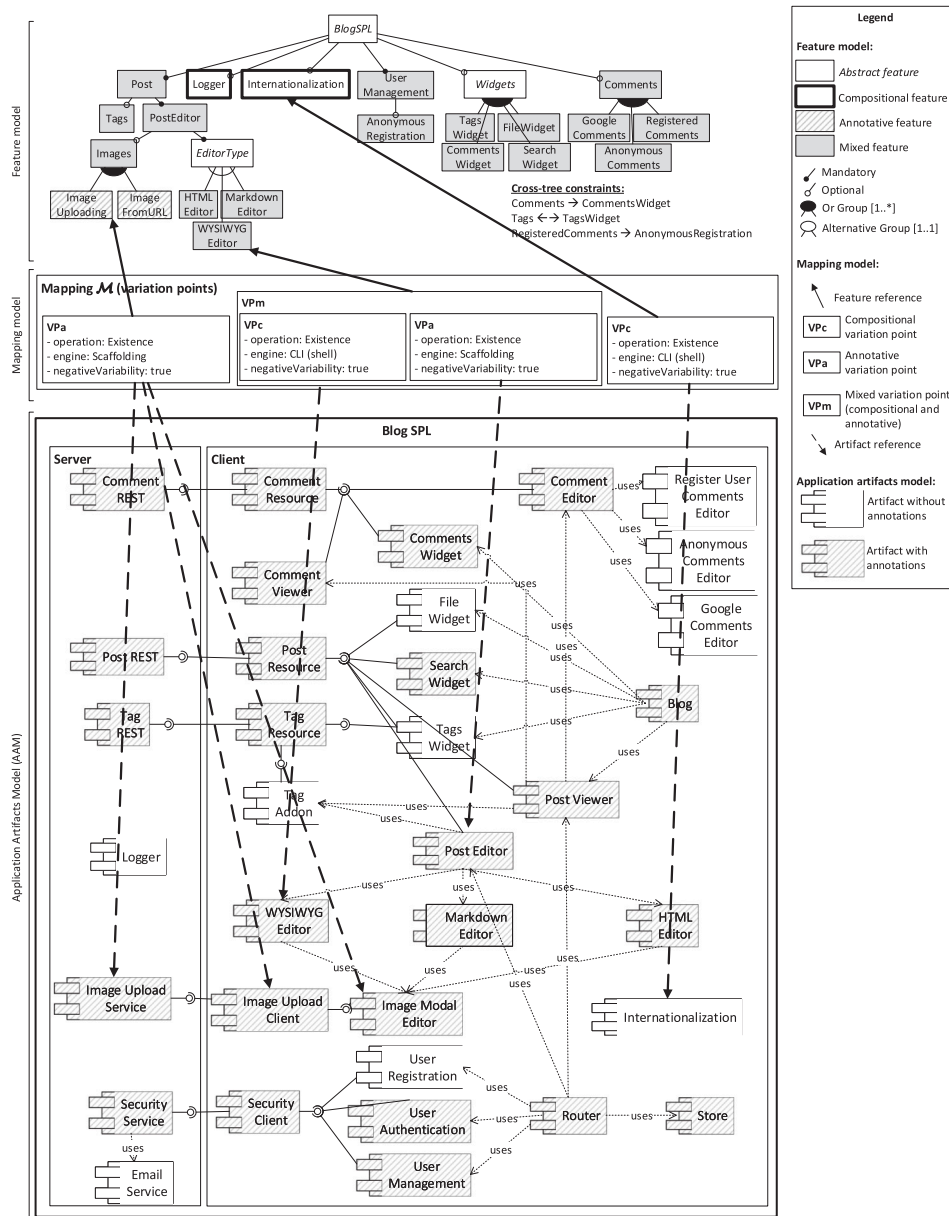 Feature model
BlogSPL
Post
Logger
Internationalization
User
Management
Widgets
Comments
Tags
PostEditor
Anonymous
Registration
Tags
Widget
FileWidget
Comments
Widget
Search
Widget
Google
Comments
Registered
Comments
Anonymous
Comments
Images
EditorType
Image
Uploading
Image
FromURL
HTML
Editor
Markdown
Editor
WYSIWYG
Editor
Cross-tree constraints:
Comments → CommentsWidget
Tags ←→ TagsWidget
RegisteredComments → AnonymousRegistration
Mapping model
Mapping M (variation points)
VPa
- operation: Existence
- engine: Scaffolding
- negativeVariability: true
VPm
VPc
- operation: Existence
- engine: CLI (shell)
- negativeVariability: true
VPa
- operation: Existence
- engine: Scaffolding
- negativeVariability: true
VPc
- operation: Existence
- engine: CLI (shell)
- negativeVariability: true
Application Artifacts Model (AAM)
Blog SPL
Server
Client
Comment
REST
Comment
Resource
Comment
Editor
uses
Register User
Comments
Editor
uses
Comments
Widget
Anonymous
Comments
Editor
Comment
Viewer
uses
uses
File
Widget
Google
Comments
Editor
uses
uses
Post REST
Post
Resource
Search
Widget
uses
Blog
Tag
REST
Tag
Resource
Tags
Widget
uses
uses
Tag
Addon
uses
Post Viewer
uses
Logger
Post Editor
uses
uses
uses
WYSIWYG
Editor
Markdown
Editor
HTML
Editor
uses
uses
uses
uses
uses
Image Upload
Service
Image Upload
Client
Image Modal
Editor
Internationalization
User
Registration
uses
Security
Service
Security
Client
User
Authentication
uses
Router
uses
Store
uses
uses
Email
Service
User
Management
Legend
Feature model:
Abstract feature
Compositional feature
Annotative feature
Mixed feature
Mandatory
Optional
Or Group [1..*]
Alternative Group [1..1]
Mapping model:
Feature reference
VPc
Compositional
variation point
VPa
Annotative
variation point
VPm
Mixed variation point
(compositional and
annotative)
Artifact reference
Application artifacts model:
Artifact without
annotations
Artifact with
annotations